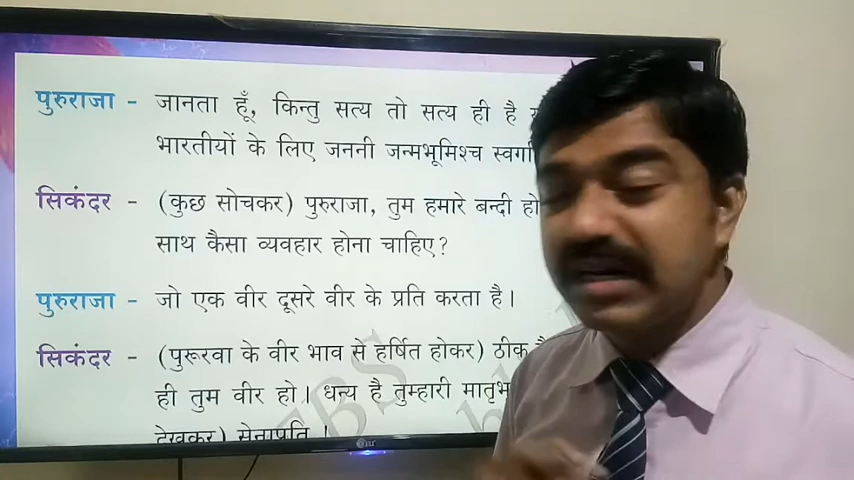 पुरुराजा - जानता हूँ, किन्तु सत्य तो सत्य ही है
भारतीयों के लिए जननी जन्मभूमिश्च
सिकंदर - (कुछ सोचकर) पुरुराजा, तुम हमारे बन्दी हो
साथ कैसा व्यवहार होना चाहिए?
पुरुराजा - जो एक वीर दूसरे वीर के प्रति करता है।
सिकंदर - (पुरूरवा के वीर भाव से हर्षित होकर) ठीक
ही तुम वीर हो। धन्य है तुम्हारी
देखकर) सेनापति !